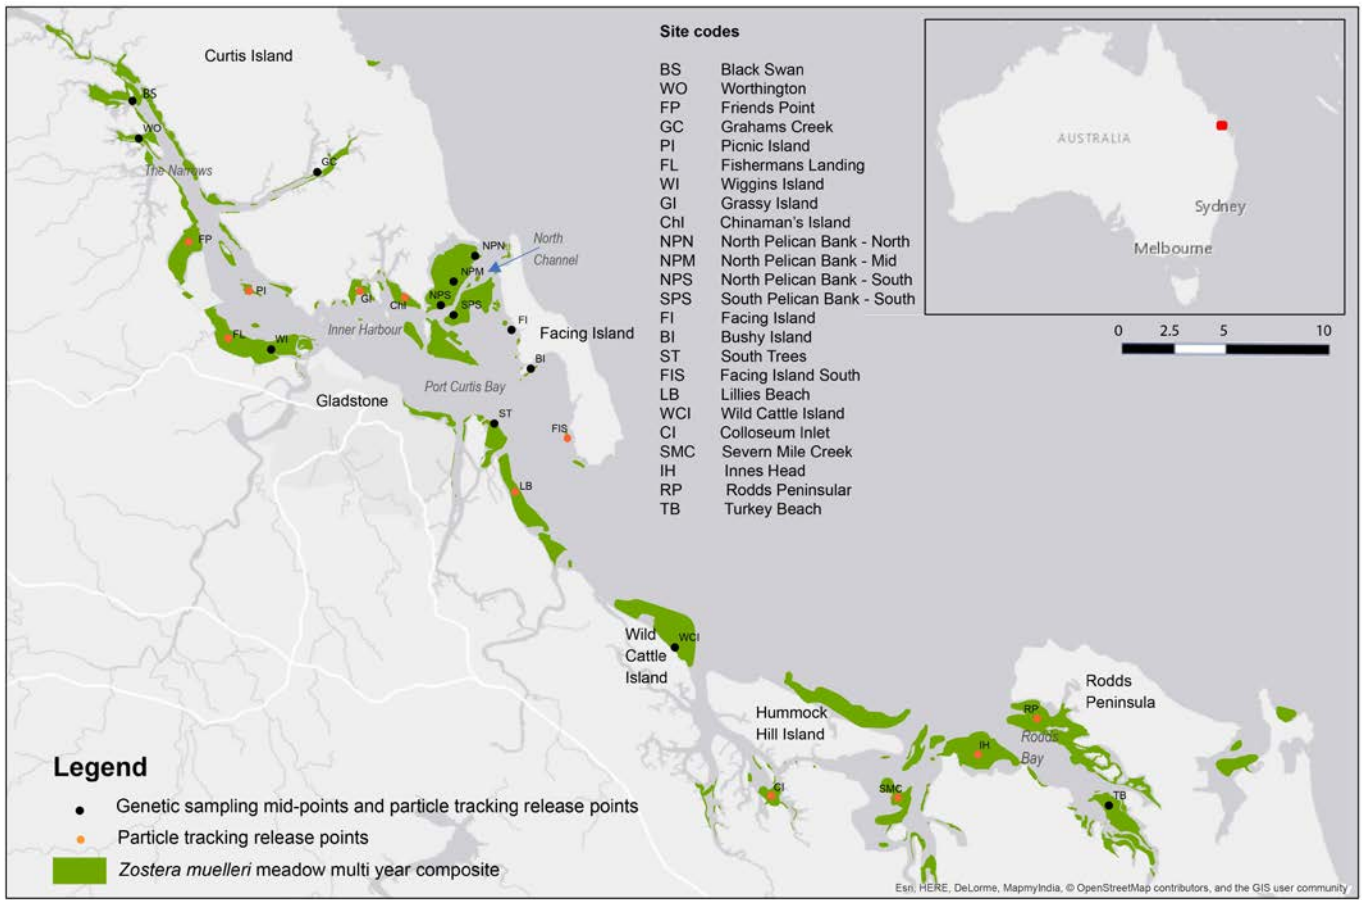 Curtis Island
BS
WO
The Narrows
GC
FP
PI
GI
ChI
NPN
NPM
NPS
SPS
North
Channel
Inner Harbour
FL
WI
FI
Facing Island
BI
Port Curtis Bay
Gladstone
ST
FIS
LB
Wild
Cattle
Island
WCI
Hummock
Hill Island
CI
SMC
IH
RP
Rodds
Bay
Rodds
Peninsula
TB
Site codes
BS Black Swan
WO Worthington
FP Friends Point
GC Grahams Creek
PI Picnic Island
FL Fishermans Landing
WI Wiggins Island
GI Grassy Island
ChI Chinaman's Island
NPN North Pelican Bank - North
NPM North Pelican Bank - Mid
NPS North Pelican Bank - South
SPS South Pelican Bank - South
FI Facing Island
BI Bushy Island
ST South Trees
FIS Facing Island South
LB Lillies Beach
WCI Wild Cattle Island
CI Colloseum Inlet
SMC Severn Mile Creek
IH Innes Head
RP Rodds Peninsular
TB Turkey Beach
AUSTRALIA
Sydney
Melbourne
0 2.5 5 10
Legend
Genetic sampling mid-points and particle tracking release points
Particle tracking release points
Zostera muelleri meadow multi year composite
Esri, HERE, DeLorme, MapmyIndia, © OpenStreetMap contributors, and the GIS user community